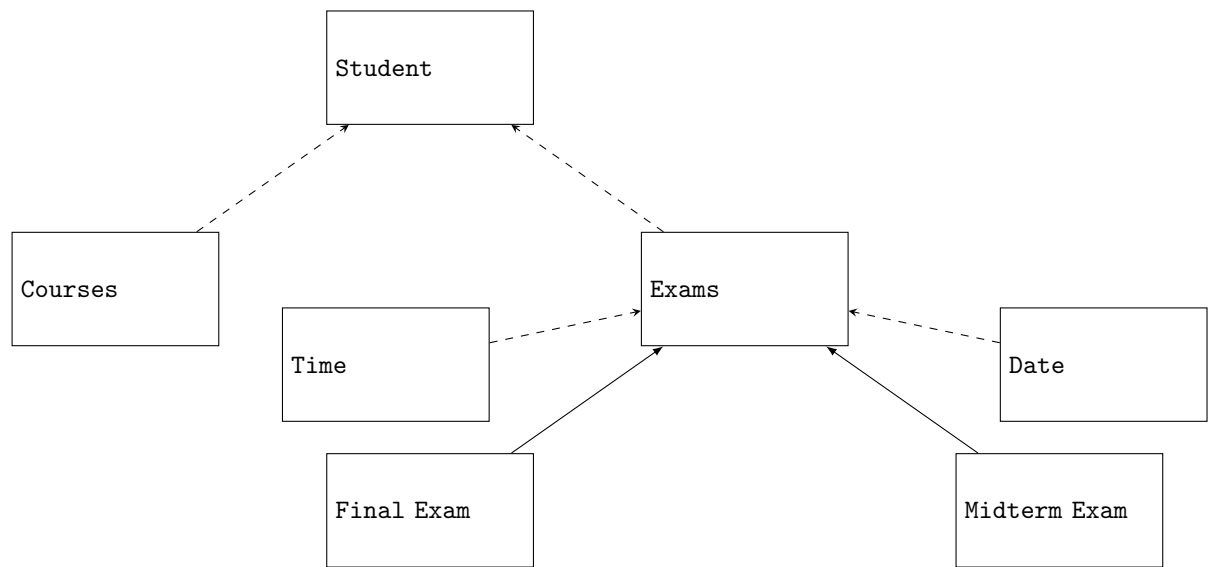 Student
Courses
Exams
Time
Date
Final Exam
Midterm Exam